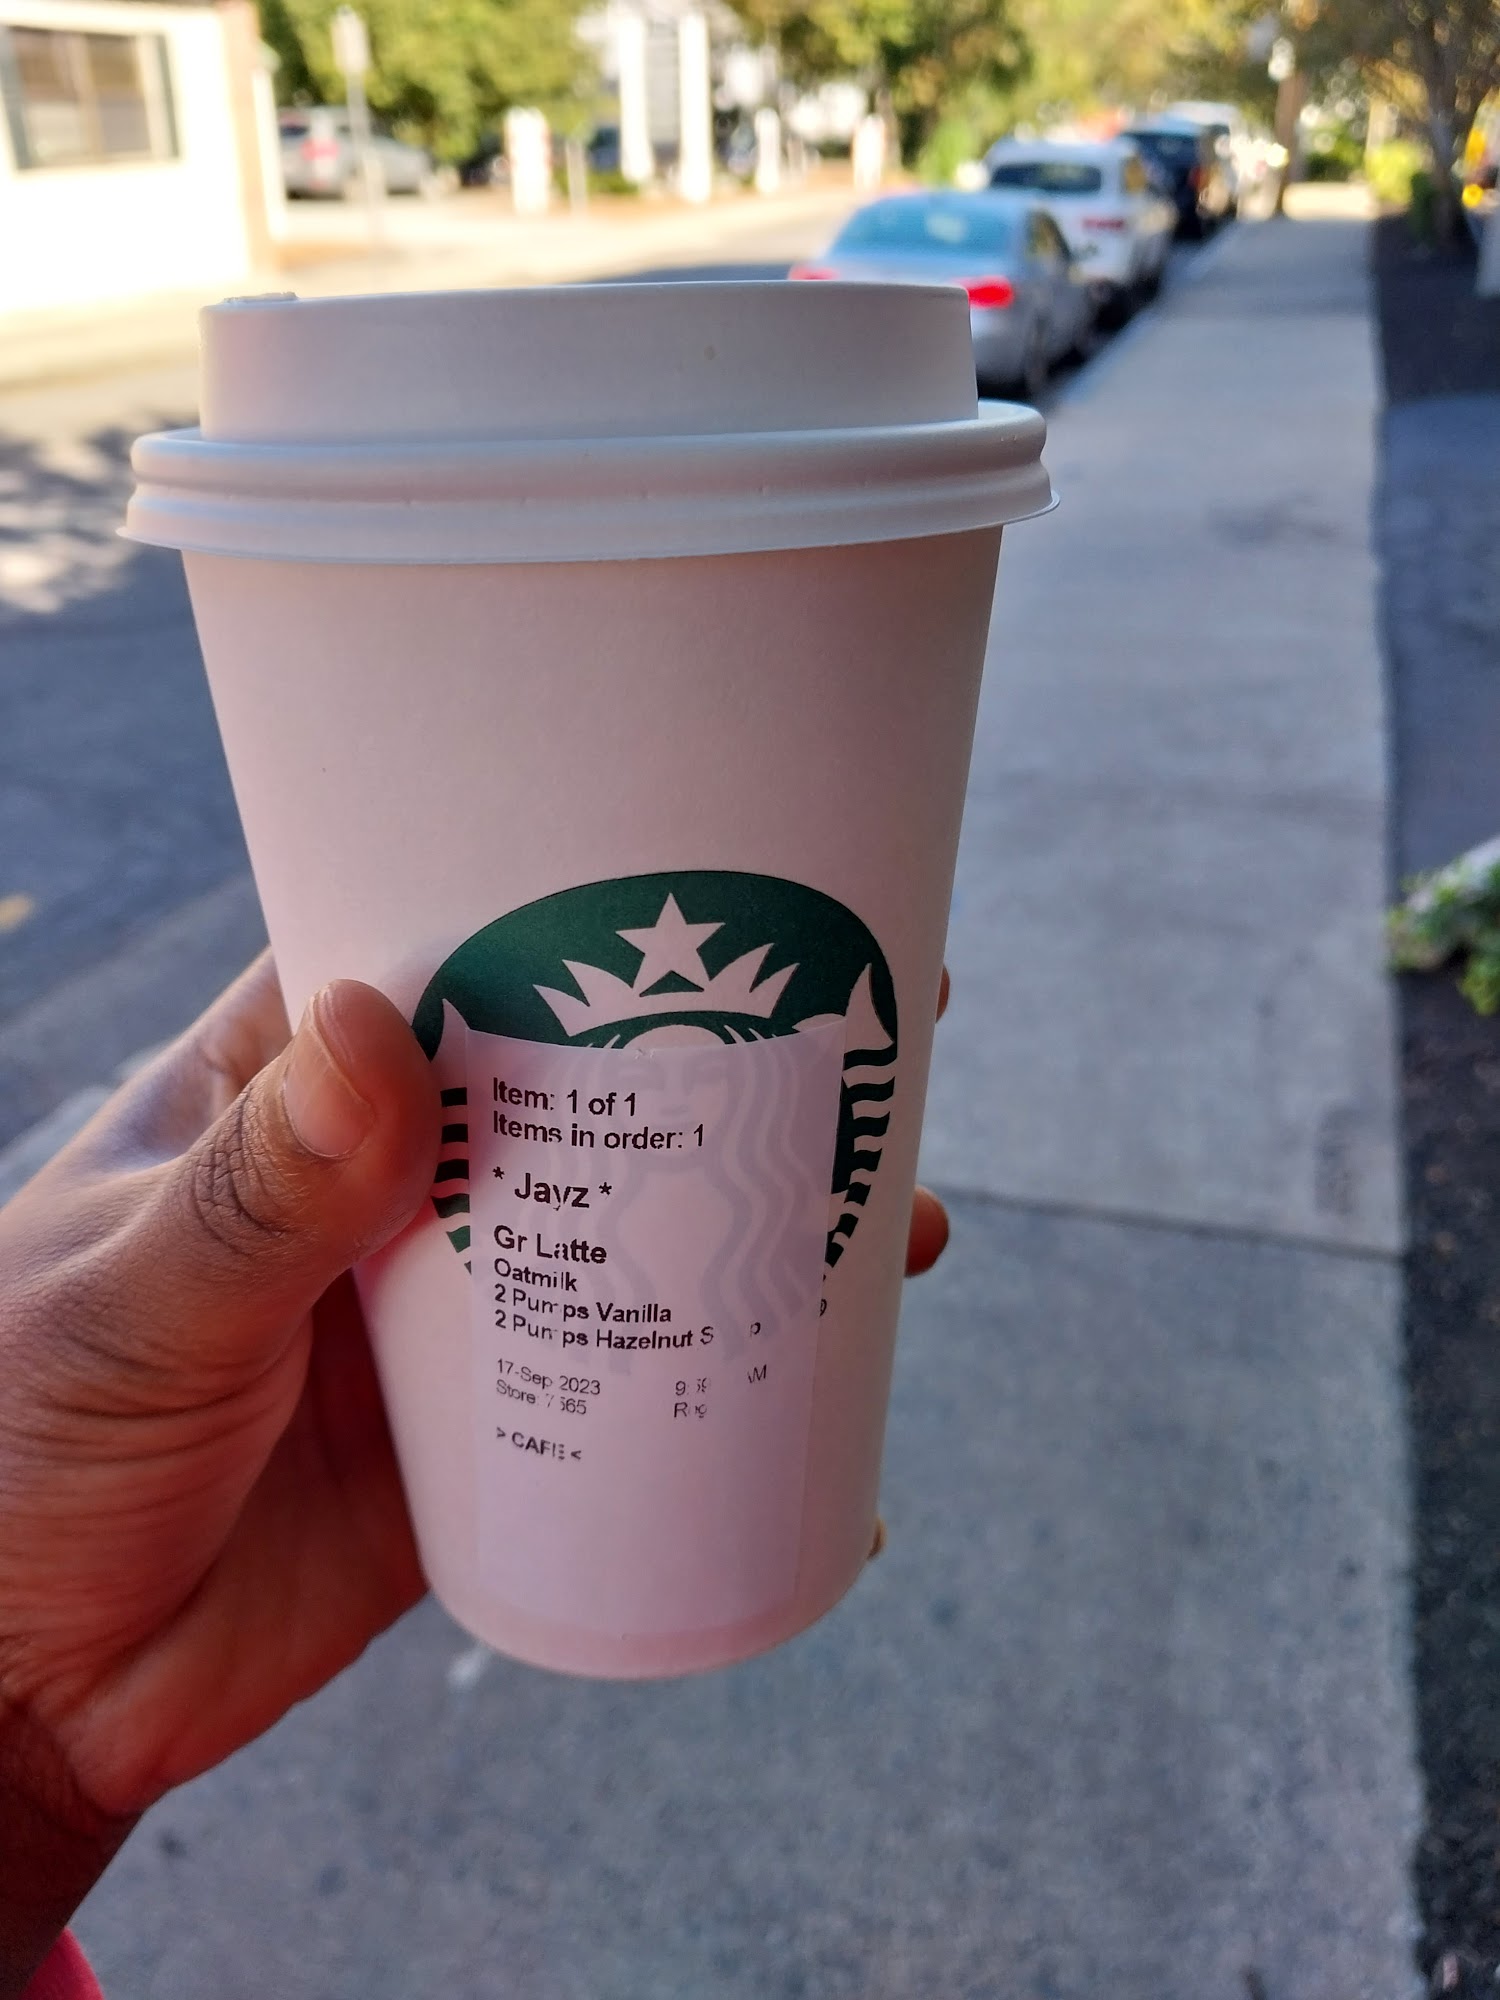 Item: 1 of 1
Items in order: 1
* Jayz *
Gr Latte
Oatmilk
2 Pumps Vanilla
2 Pumps Hazelnut
17-Sep 2023
Store:
> CAFE <